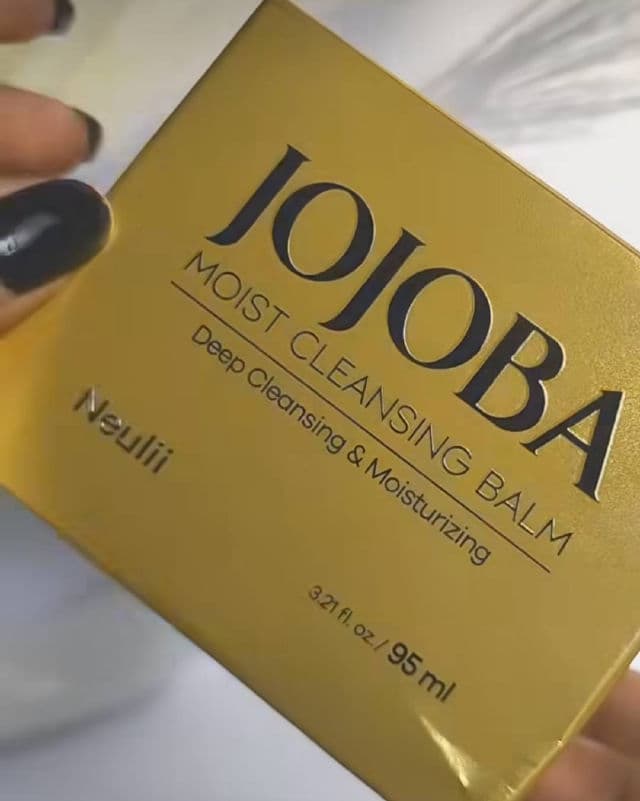 JOJOBA
MOIST CLEANSING BALM
Deep Cleansing & Moisturizing
Neulii
3.21 fl. oz. / 95 ml